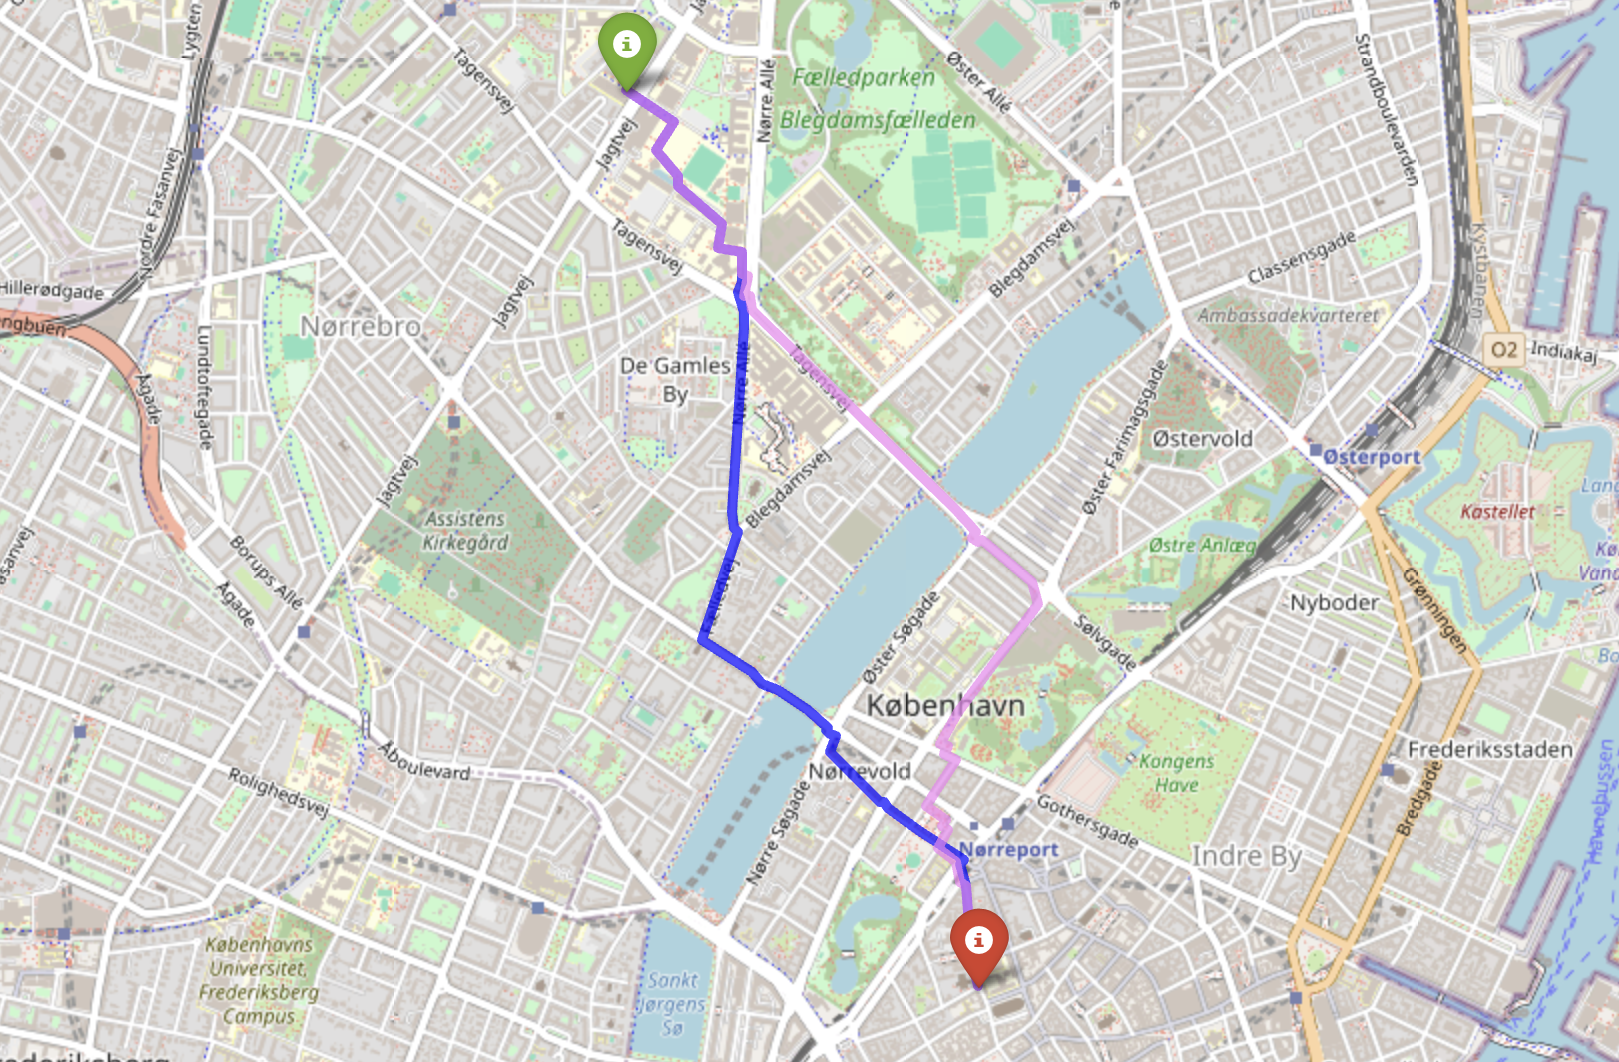 Lygten
Tagensvej
Nørre Allé
Fælledparken
Blegdamsfælleden
Øster Allé
Strandboulevarden
Jagtvej
Nordre Fasanvej
Tagensvej
Blegdamsvej
Classensgade
Kystbanen
Hillerødgade
Jagtvej
Nørrebro
Lundtoftegade
Ambassadekvarteret
O2
Indiakaj
De Gamles
By
Nørre Allé
Tagensvej
Ågade
Øster Farimagsgade
Østervold
Østerport
Jagtvej
Blegdamsvej
Assistens
Kirkegård
Kastellet
Østre Anlæg
Borups Allé
Ågade
Fælledvej
Øster Søgade
Sølvgade
Nyboder
Grønningen
København
Nørrevold
Kongens
Have
Frederiksstaden
Åboulevard
Rolighedsvej
Nørre Søgade
Gothersgade
Bredgade
Havnebussen
Nørreport
Indre By
Københavns
Universitet,
Frederiksberg
Campus
Sankt
Jørgens
Sø